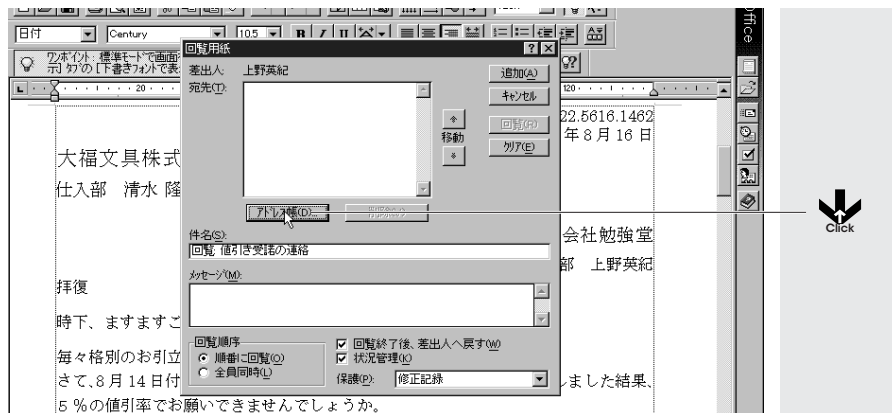 日付 Century 10.5 B I U
ワンポイント: 標準モードで画面
示] タブの [下書きフォントで表
Office
回覧用紙
差出人: 上野英紀
宛先(T):
追加(A)
キャンセル
回覧(R)
クリア(E)
移動
アドレス帳(D)...
件名(S):
回覧: 値引き受諾の連絡
メッセージ(M):
回覧順序
順番に回覧(O)
全員同時(L)
回覧終了後、差出人へ戻す(W)
状況管理(K)
保護(P): 修正記録
20
120
22.5616.1462
年8月16日
大福文具株式
仕入部 清水 隆
会社勉強堂
部 上野英紀
拝復
時下、ますますご
毎々格別のお引立
さて、8月14日付
しました結果、
5%の値引率でお願いできませんでしょうか。
Click